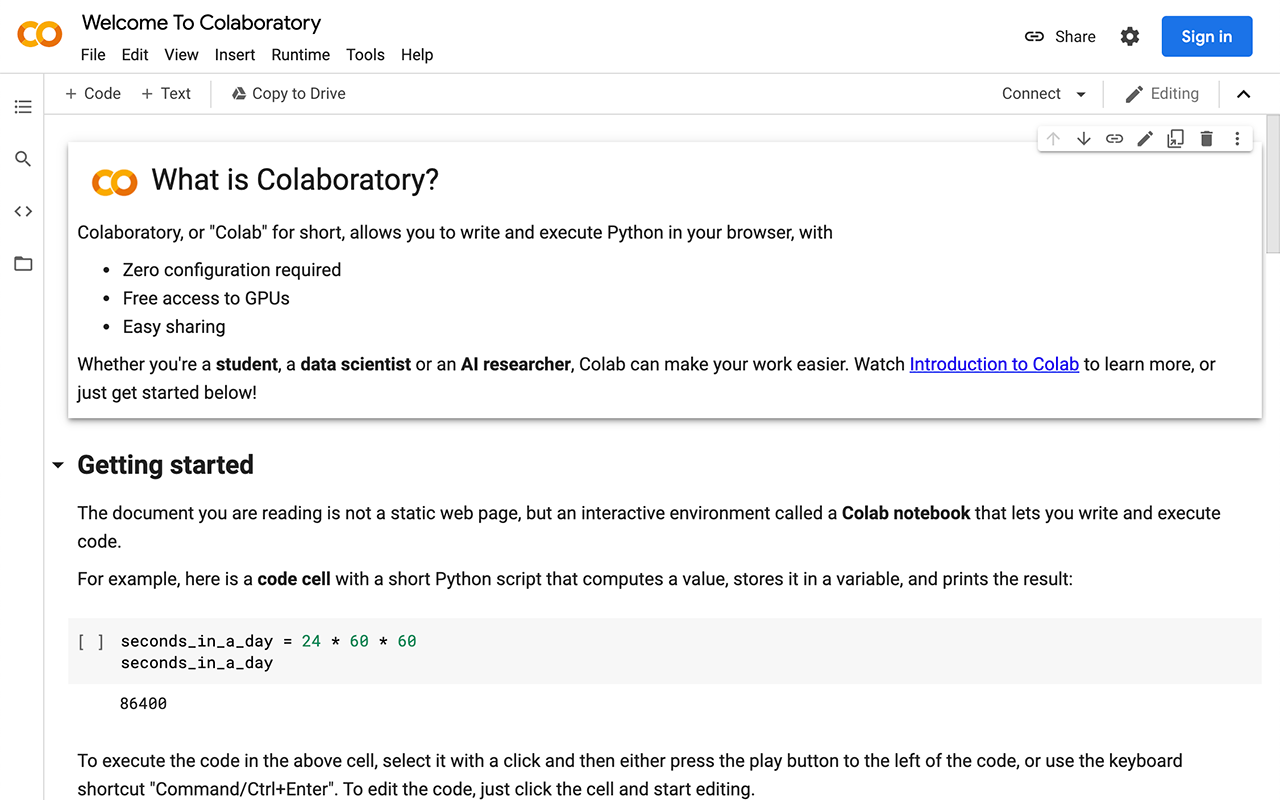 Welcome To Colaboratory
File Edit View Insert Runtime Tools Help
Share
Sign in
+ Code + Text Copy to Drive
Connect
Editing
What is Colaboratory?
Colaboratory, or "Colab" for short, allows you to write and execute Python in your browser, with
• Zero configuration required
• Free access to GPUs
• Easy sharing
Whether you're a student, a data scientist or an AI researcher, Colab can make your work easier. Watch Introduction to Colab to learn more, or
just get started below!
Getting started
The document you are reading is not a static web page, but an interactive environment called a Colab notebook that lets you write and execute
code.
For example, here is a code cell with a short Python script that computes a value, stores it in a variable, and prints the result:
[ ] seconds_in_a_day = 24 * 60 * 60
seconds_in_a_day
86400
To execute the code in the above cell, select it with a click and then either press the play button to the left of the code, or use the keyboard
shortcut "Command/Ctrl+Enter". To edit the code, just click the cell and start editing.